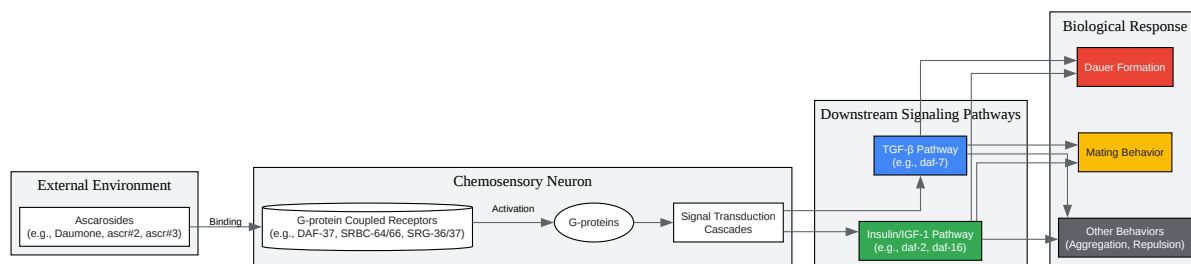 External Environment
Ascarosides
(e.g., Daumone, ascr#2, ascr#3)
Binding
Chemosensory Neuron
G-protein Coupled Receptors
(e.g., DAF-37, SRBC-64/66, SRG-36/37)
Activation
G-proteins
Signal Transduction
Cascades
Downstream Signaling Pathways
TGF-β Pathway
(e.g., daf-7)
Insulin/IGF-1 Pathway
(e.g., daf-2, daf-16)
Biological Response
Dauer Formation
Mating Behavior
Other Behaviors
(Aggregation, Repulsion)